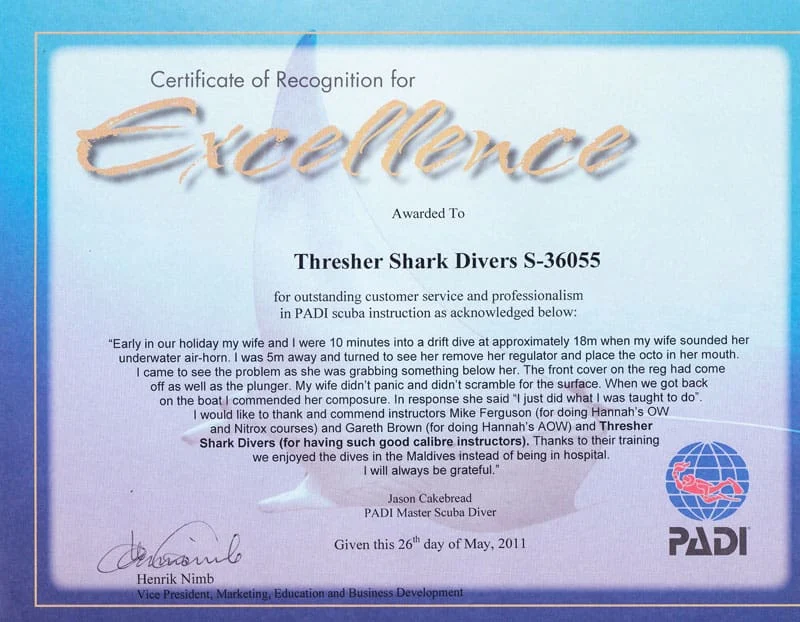 Certificate of Recognition for
Excellence
Awarded To
Thresher Shark Divers S-36055
for outstanding customer service and professionalism
in PADI scuba instruction as acknowledged below:
“Early in our holiday my wife and I were 10 minutes into a drift dive at approximately 18m when my wife sounded her
underwater air-horn. I was 5m away and turned to see her remove her regulator and place the octo in her mouth.
I came to see the problem as she was grabbing something below her. The front cover on the reg had come
off as well as the plunger. My wife didn’t panic and didn’t scramble for the surface. When we got back
on the boat I commended her composure. In response she said “I just did what I was taught to do”.
I would like to thank and commend instructors Mike Ferguson (for doing Hannah’s OW
and Nitrox courses) and Gareth Brown (for doing Hannah’s AOW) and Thresher
Shark Divers (for having such good calibre instructors). Thanks to their training
we enjoyed the dives in the Maldives instead of being in hospital.
I will always be grateful.”
Jason Cakebread
PADI Master Scuba Diver
Given this 26th day of May, 2011
PADI
Henrik Nimb
Vice President, Marketing, Education and Business Development